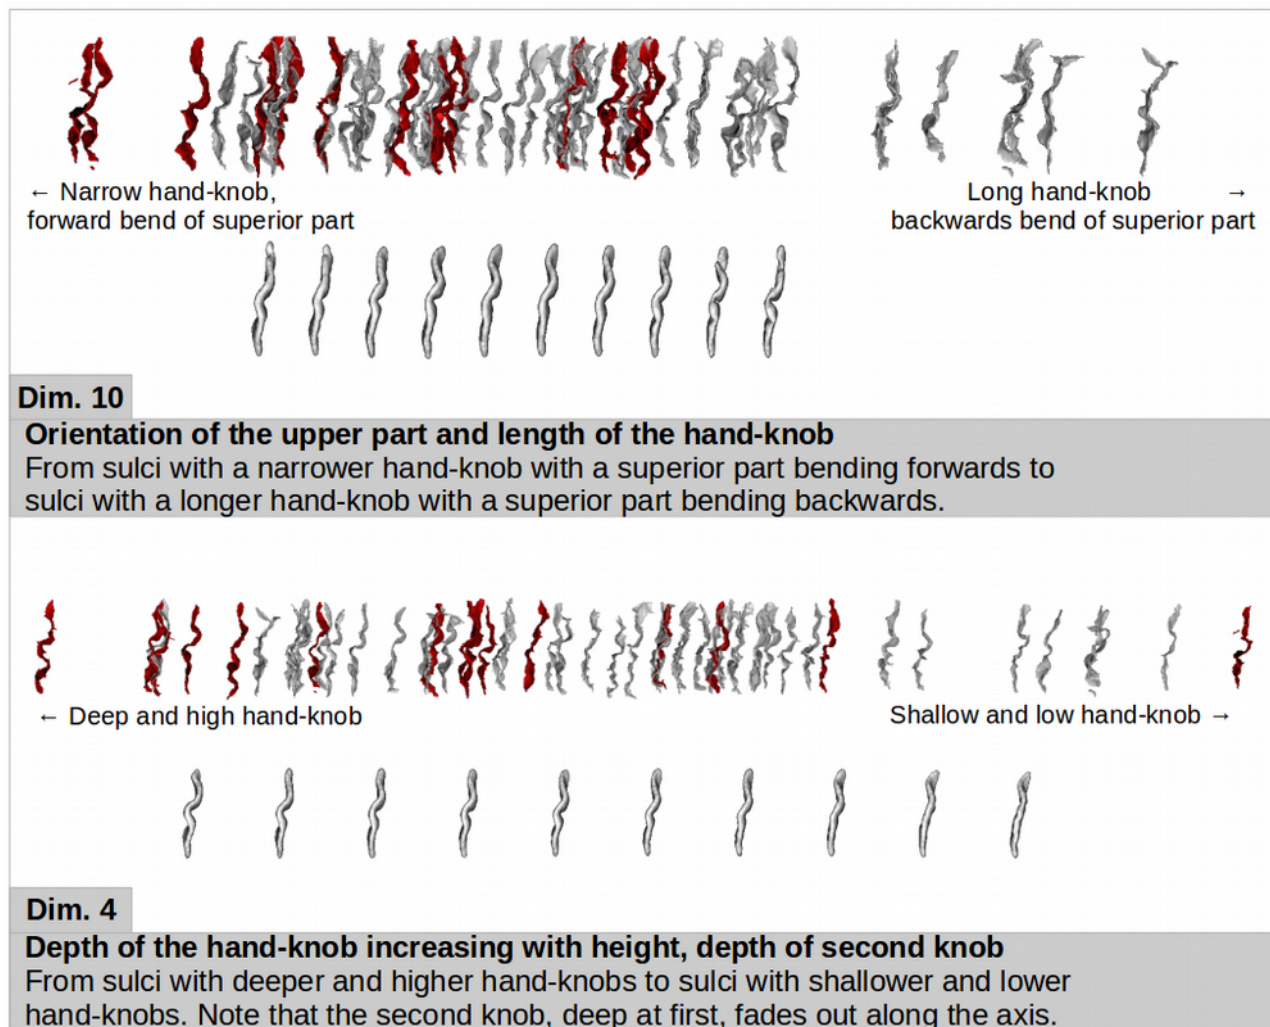 ← Narrow hand-knob,
forward bend of superior part
Long hand-knob →
backwards bend of superior part
Dim. 10
Orientation of the upper part and length of the hand-knob
From sulci with a narrower hand-knob with a superior part bending forwards to
sulci with a longer hand-knob with a superior part bending backwards.
← Deep and high hand-knob
Shallow and low hand-knob →
Dim. 4
Depth of the hand-knob increasing with height, depth of second knob
From sulci with deeper and higher hand-knobs to sulci with shallower and lower
hand-knobs. Note that the second knob, deep at first, fades out along the axis.